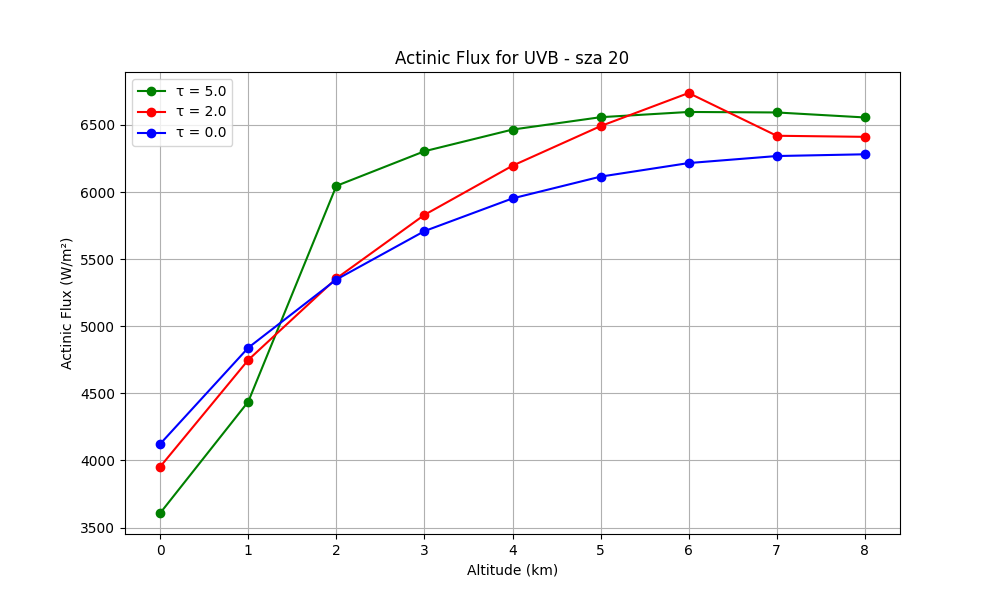 Actinic Flux for UVB - sza 20
τ = 5.0
τ = 2.0
τ = 0.0
Actinic Flux (W/m²)
6500
6000
5500
5000
4500
4000
3500
0 1 2 3 4 5 6 7 8
Altitude (km)